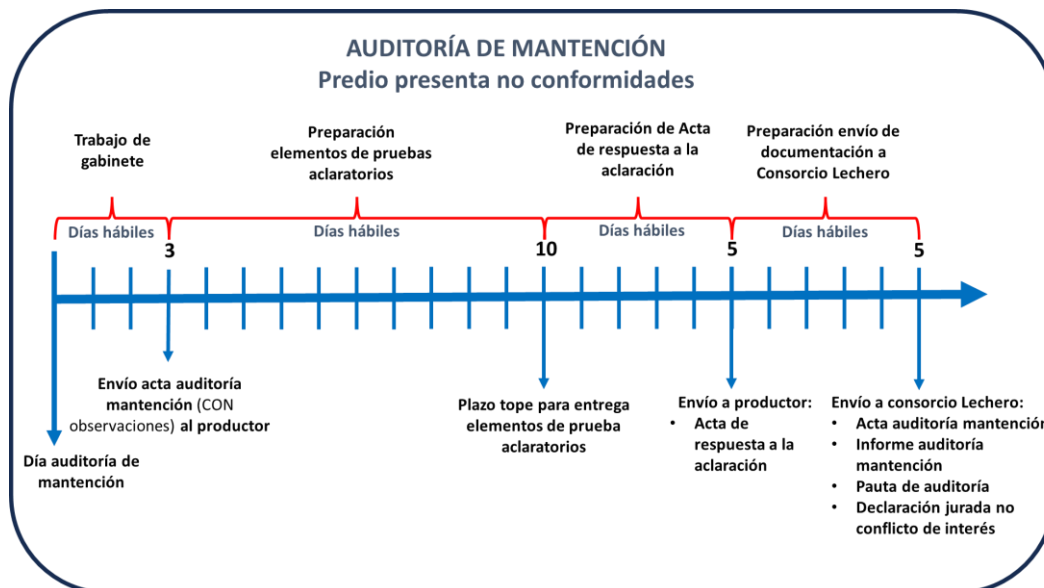 AUDITORÍA DE MANTENCIÓN
Predio presenta no conformidades
Trabajo de
gabinete
Preparación
elementos de pruebas
aclaratorios
Preparación de Acta
de respuesta a la
aclaración
Preparación envío de
documentación a
Consorcio Lechero
Días hábiles
Días hábiles
Días hábiles
Días hábiles
3
10
5
5
Día auditoría de
mantención
Envío acta auditoría
mantención (CON
observaciones) al productor
Plazo tope para entrega
elementos de prueba
aclaratorios
Envío a productor:
• Acta de
respuesta a la
aclaración
Envío a consorcio Lechero:
• Acta auditoría mantención
• Informe auditoría
mantención
• Pauta de auditoría
• Declaración jurada no
conflicto de interés